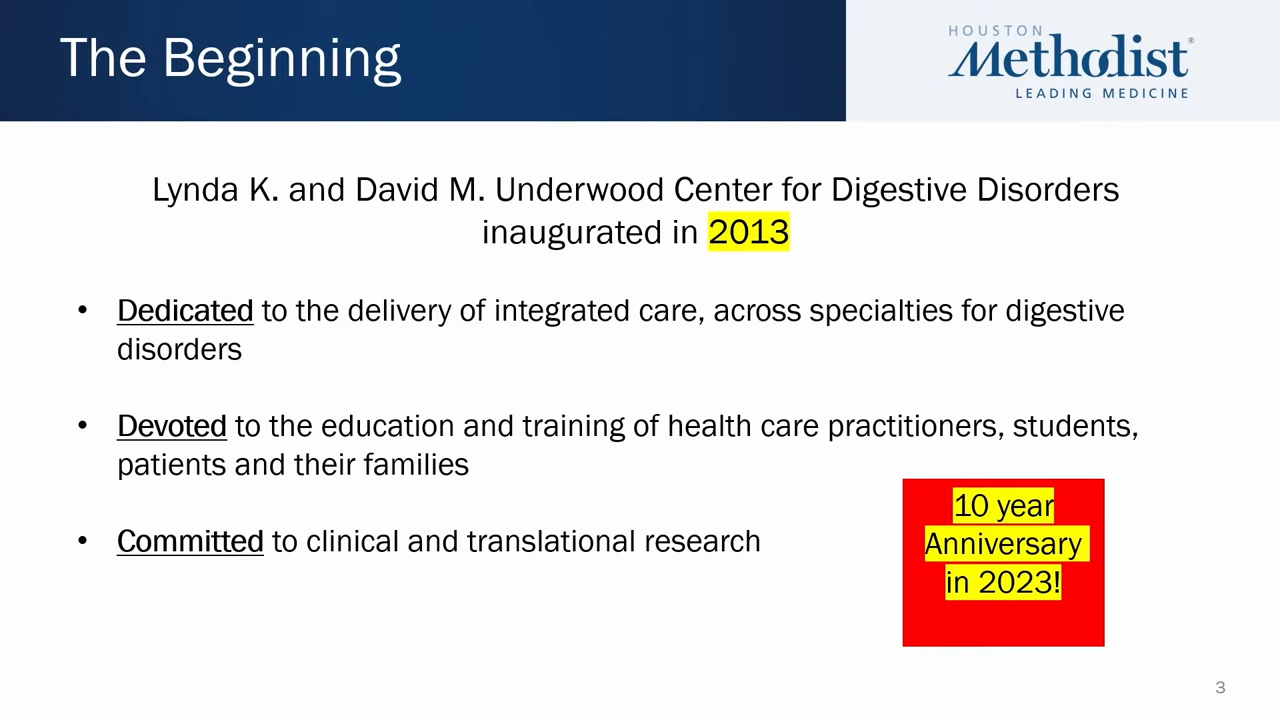 The Beginning
HOUSTON
Methodist®
LEADING MEDICINE
Lynda K. and David M. Underwood Center for Digestive Disorders
inaugurated in 2013
• Dedicated to the delivery of integrated care, across specialties for digestive
disorders
• Devoted to the education and training of health care practitioners, students,
patients and their families
• Committed to clinical and translational research
10 year
Anniversary
in 2023!
3